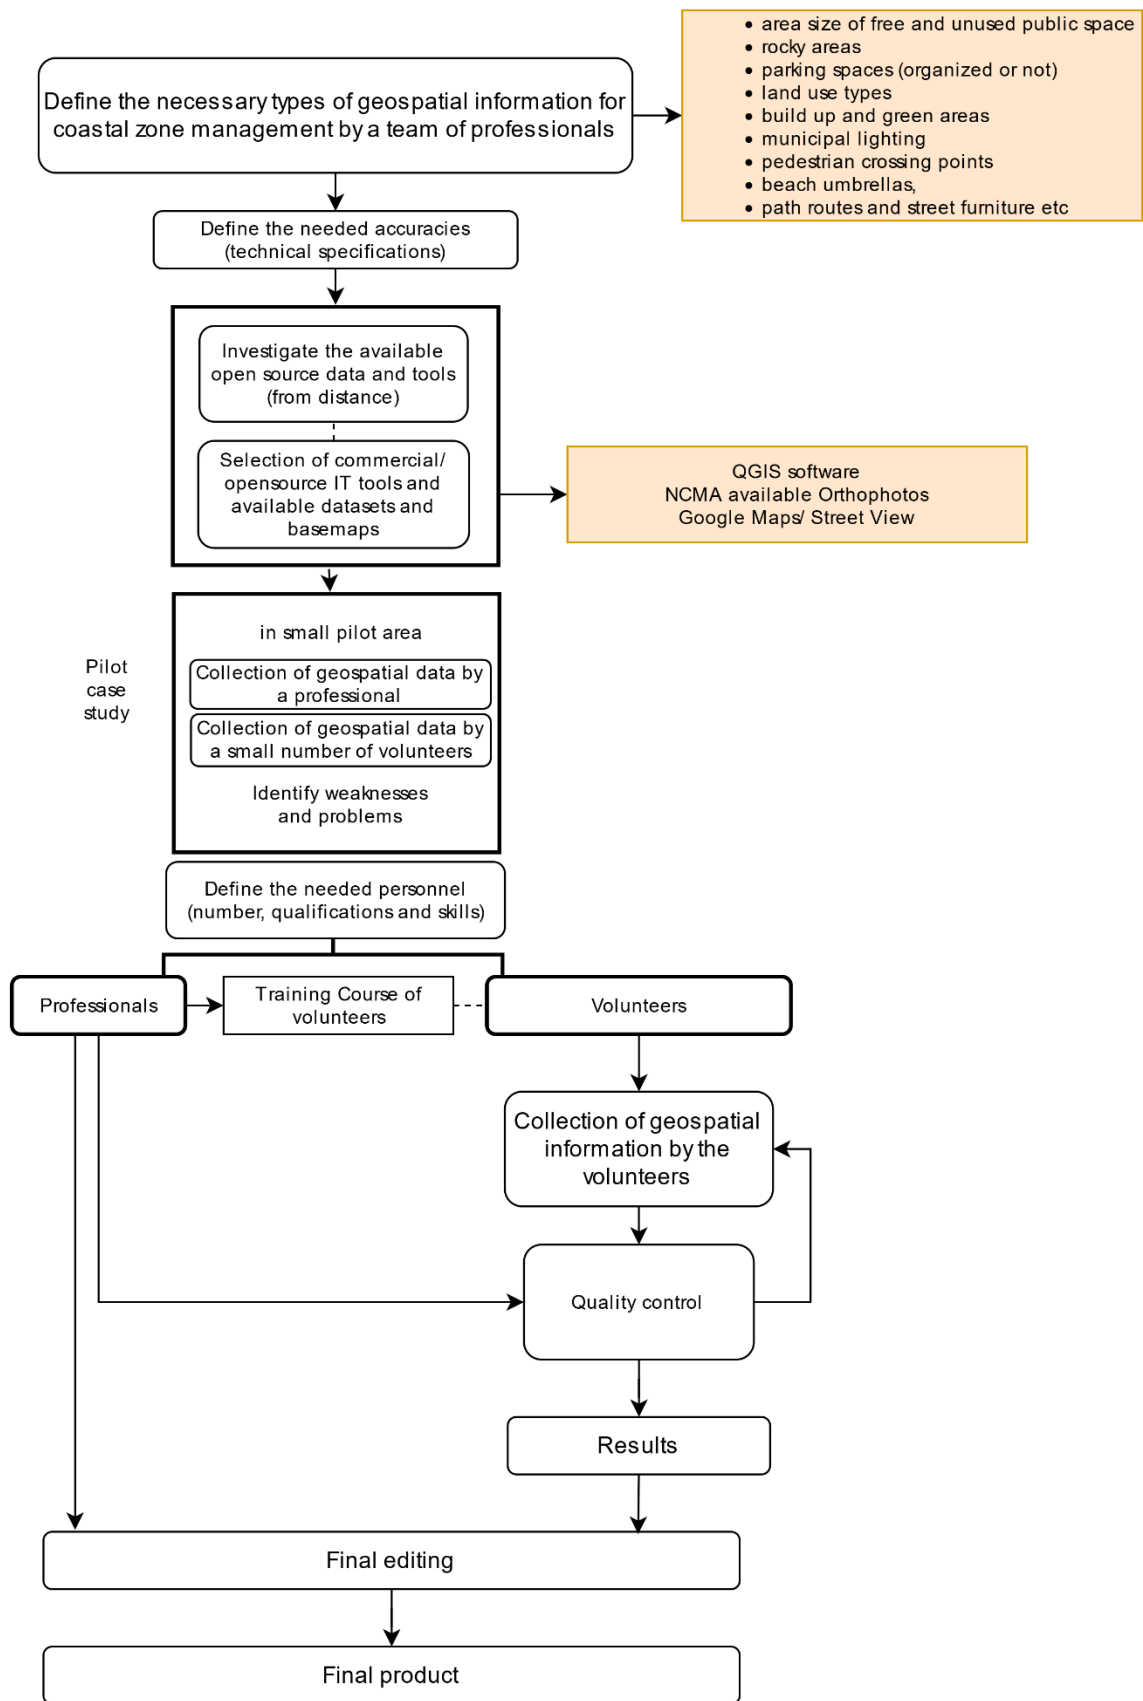 Define the necessary types of geospatial information for
coastal zone management by a team of professionals
• area size of free and unused public space
• rocky areas
• parking spaces (organized or not)
• land use types
• build up and green areas
• municipal lighting
• pedestrian crossing points
• beach umbrellas,
• path routes and street furniture etc
Define the needed accuracies
(technical specifications)
Investigate the available
open source data and tools
(from distance)
Selection of commercial/
opensource IT tools and
available datasets and
basemaps
QGIS software
NCMA available Orthophotos
Google Maps/ Street View
Pilot
case
study
in small pilot area
Collection of geospatial data by
a professional
Collection of geospatial data by
a small number of volunteers
Identify weaknesses
and problems
Define the needed personnel
(number, qualifications and skills)
Professionals
Training Course of
volunteers
Volunteers
Collection of geospatial
information by the
volunteers
Quality control
Results
Final editing
Final product